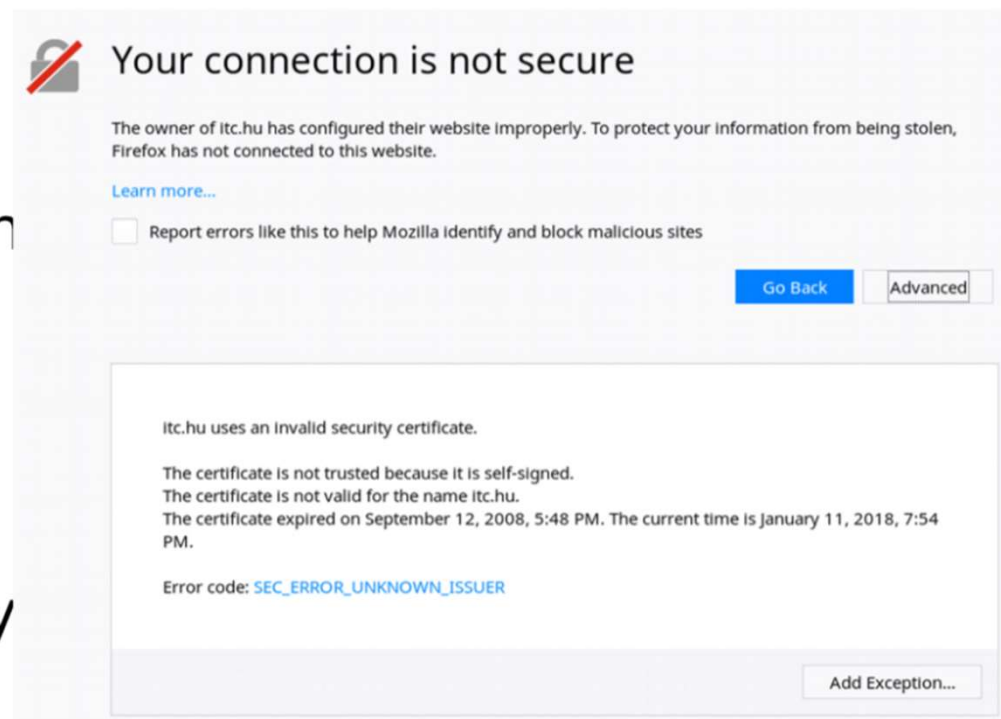 Your connection is not secure
The owner of itc.hu has configured their website improperly. To protect your information from being stolen,
Firefox has not connected to this website.
Learn more...
Report errors like this to help Mozilla identify and block malicious sites
Go Back
Advanced
itc.hu uses an invalid security certificate.
The certificate is not trusted because it is self-signed.
The certificate is not valid for the name itc.hu.
The certificate expired on September 12, 2008, 5:48 PM. The current time is January 11, 2018, 7:54
PM.
Error code: SEC_ERROR_UNKNOWN_ISSUER
Add Exception...